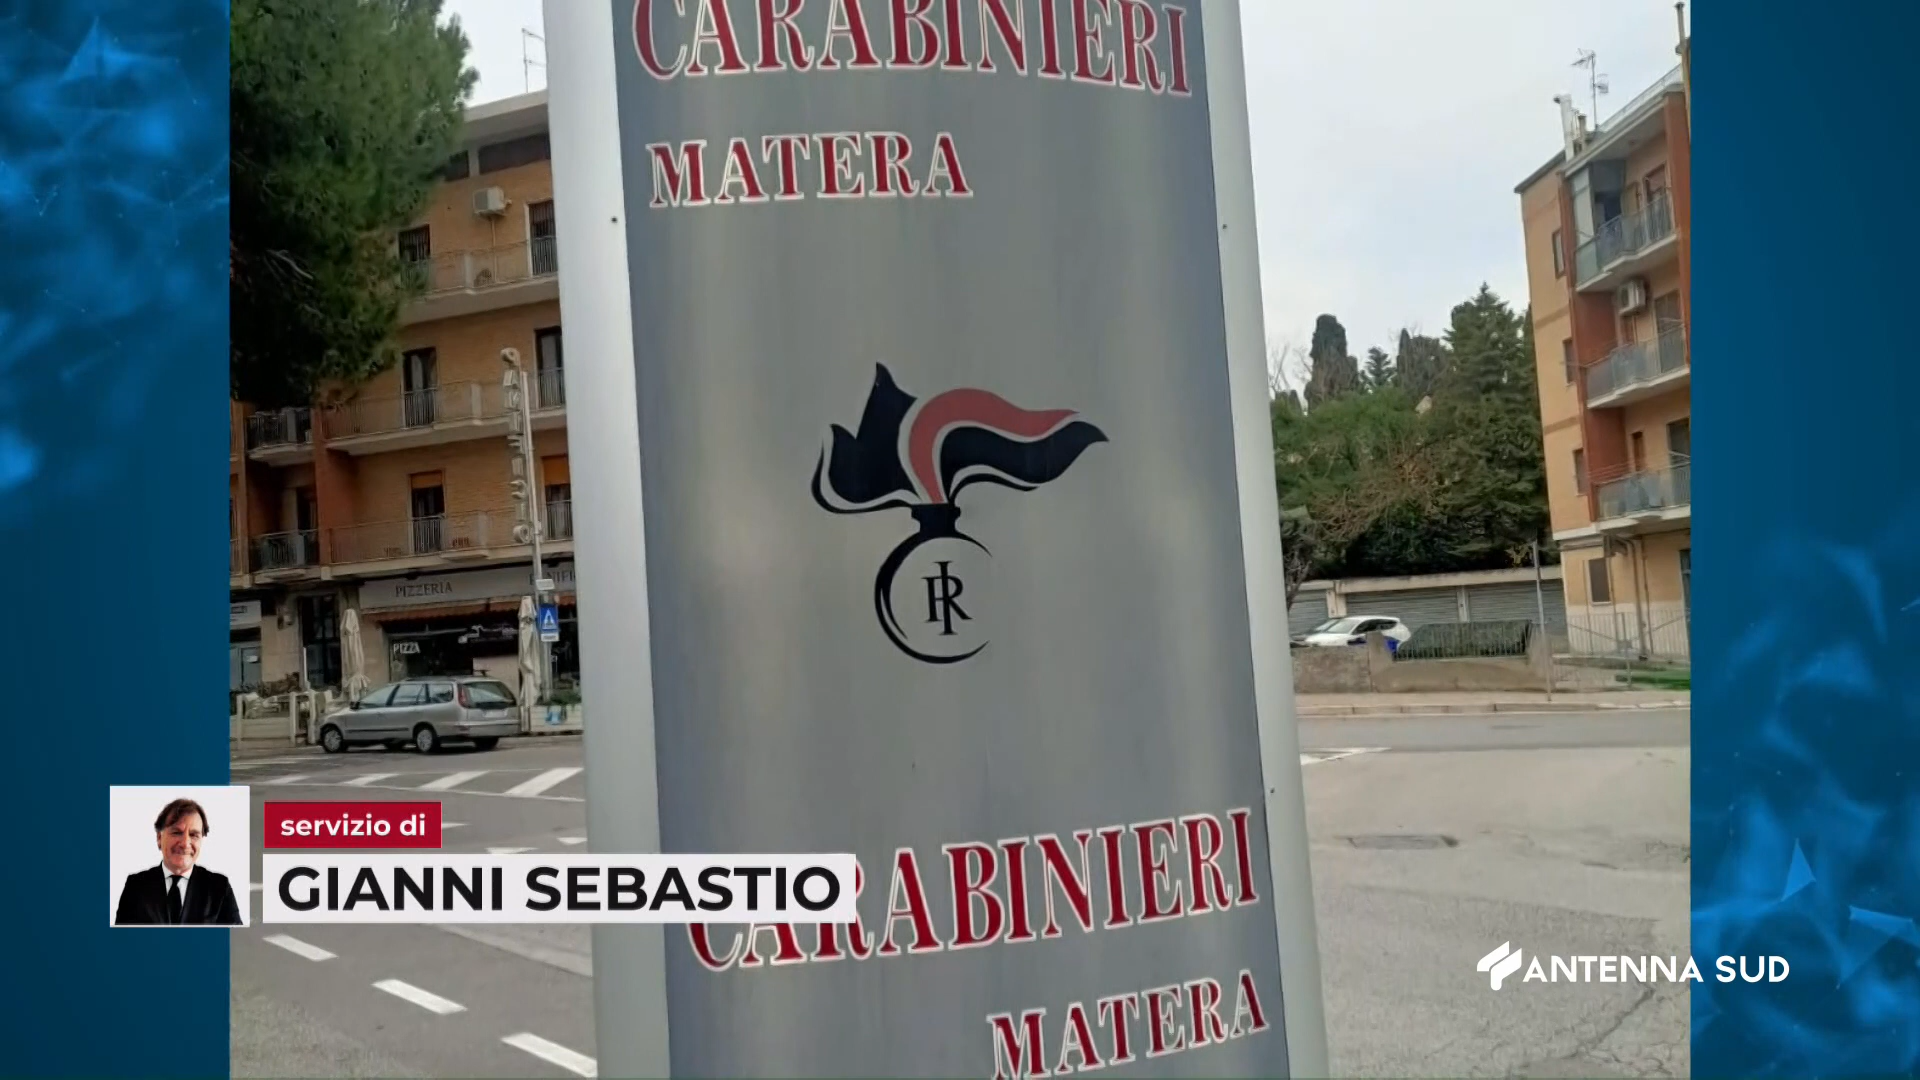 CARABINIERI
MATERA
PIZZERIA
PIZZA
RI
servizio di
GIANNI SEBASTIO
CARABINIERI
MATERA
ANTENNA SUD